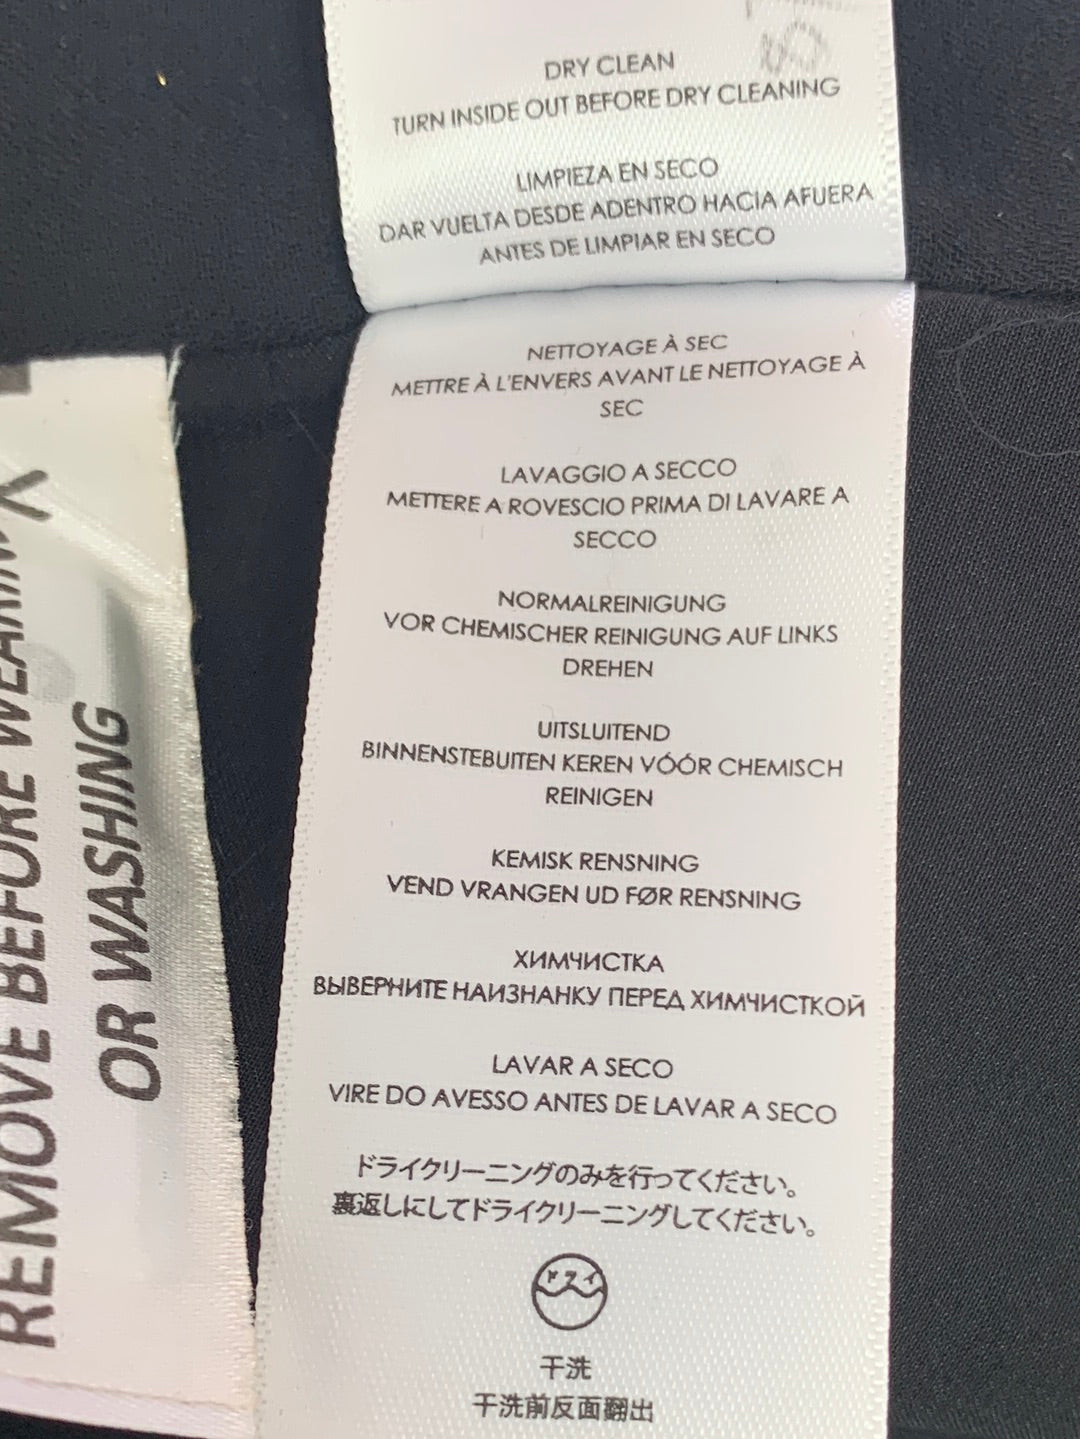 DRY CLEAN
TURN INSIDE OUT BEFORE DRY CLEANING
LIMPIEZA EN SECO
DAR VUELTA DESDE ADENTRO HACIA AFUERA
ANTES DE LIMPIAR EN SECO
NETTOYAGE À SEC
METTRE À L'ENVERS AVANT LE NETTOYAGE À
SEC
LAVAGGIO A SECCO
METTERE A ROVESCIO PRIMA DI LAVARE A
SECCO
NORMALREINIGUNG
VOR CHEMISCHER REINIGUNG AUF LINKS
DREHEN
UITSLUITEND
BINNENSTEBUITEN KEREN VÓÓR CHEMISCH
REINIGEN
KEMISK RENSNING
VEND VRANGEN UD FØR RENSNING
ХИМЧИСТКА
ВЫВЕРНИТЕ НАИЗНАНКУ ПЕРЕД ХИМЧИСТКОЙ
LAVAR A SECO
VIRE DO AVESSO ANTES DE LAVAR A SECO
ドライクリーニングのみを行ってください。
裏返しにしてドライクリーニングしてください。
ドライ
干洗
干洗前反面翻出
REMOVE BEFORE WEARING
OR WASHING